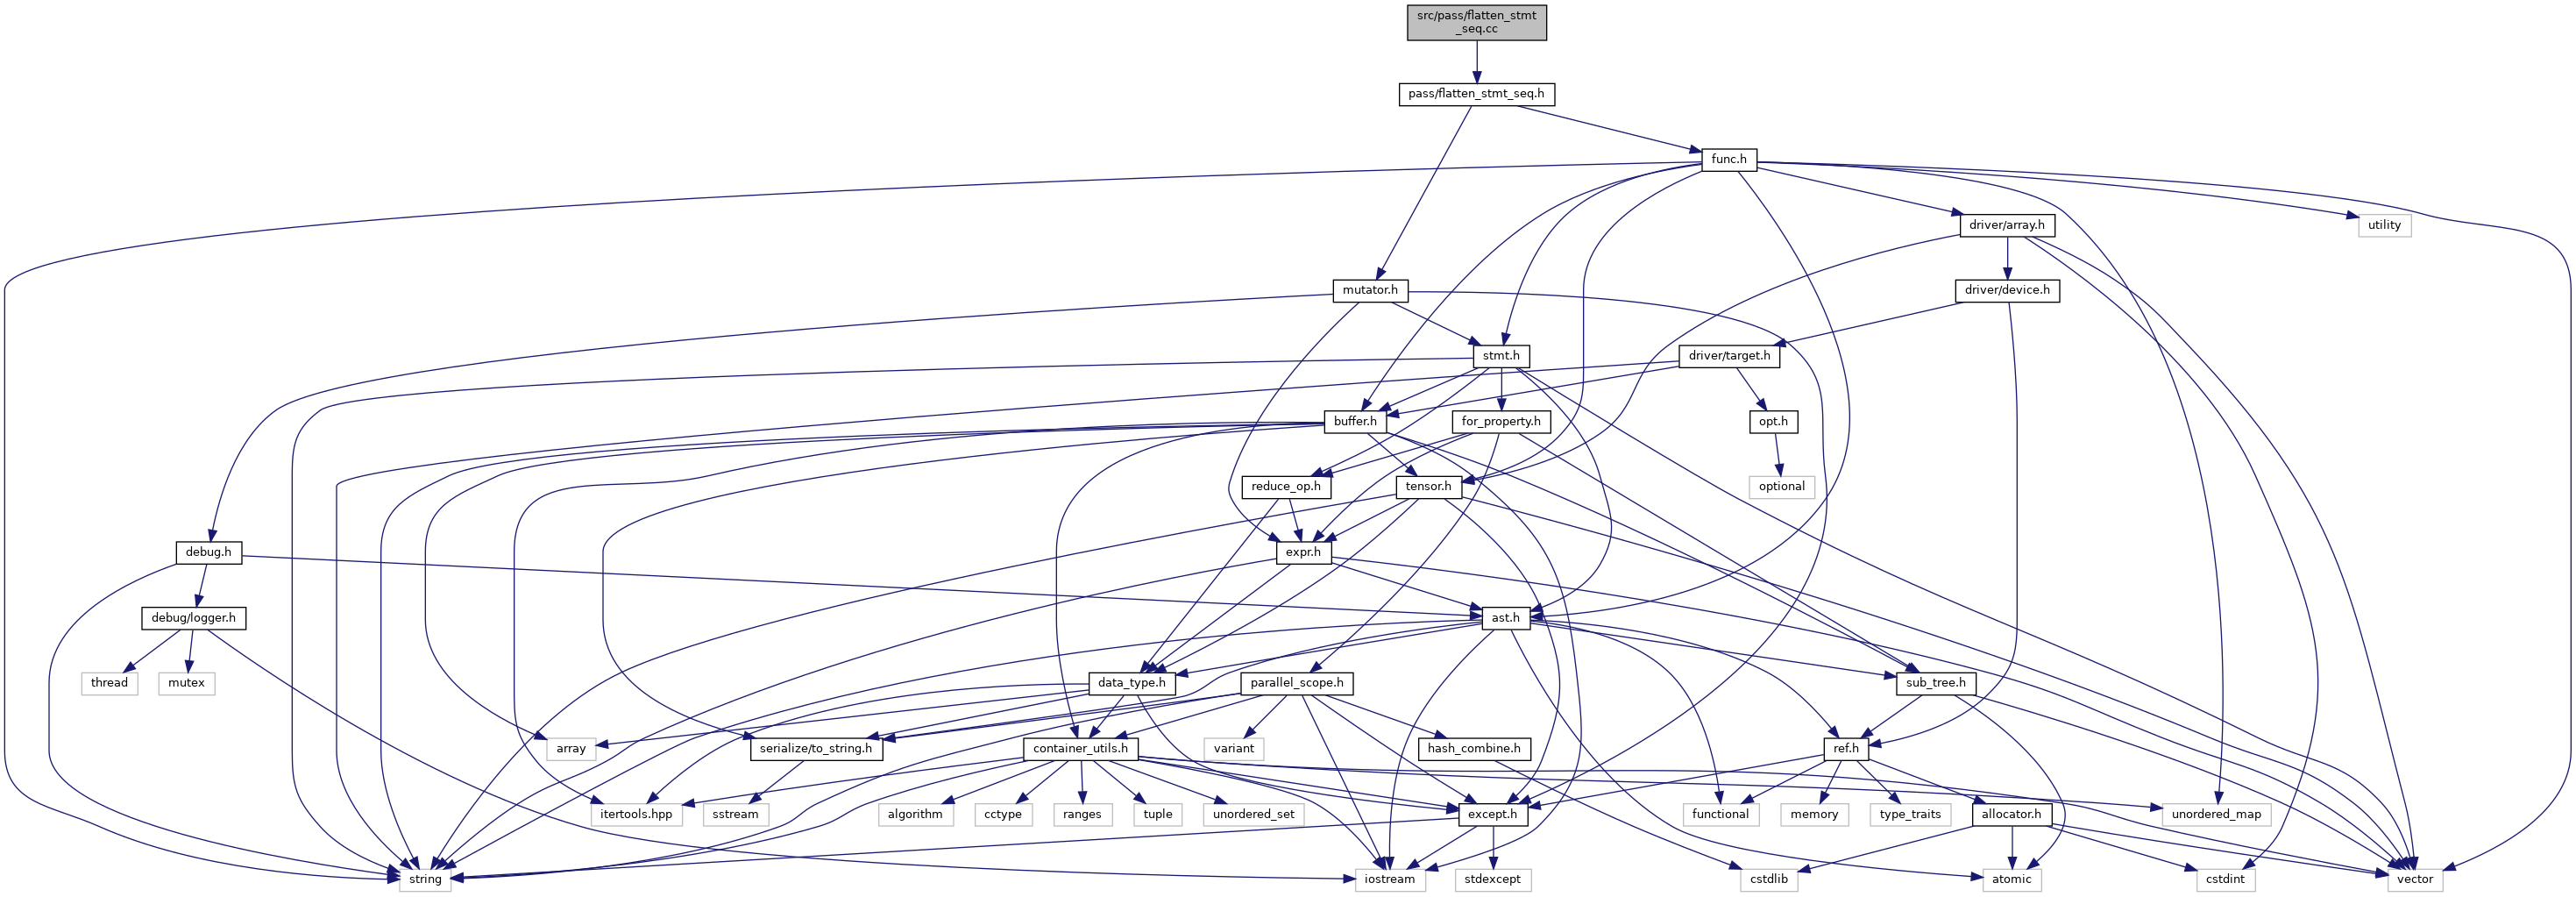 src/pass/flatten_stmt
_seq.cc
pass/flatten_stmt_seq.h
func.h
driver/array.h
utility
mutator.h
driver/device.h
stmt.h
driver/target.h
buffer.h
for_property.h
opt.h
reduce_op.h
tensor.h
optional
debug.h
expr.h
debug/logger.h
ast.h
thread
mutex
data_type.h
parallel_scope.h
sub_tree.h
array
serialize/to_string.h
container_utils.h
variant
hash_combine.h
ref.h
itertools.hpp
sstream
algorithm
cctype
ranges
tuple
unordered_set
except.h
functional
memory
type_traits
allocator.h
unordered_map
string
iostream
stdexcept
cstdlib
atomic
cstdint
vector